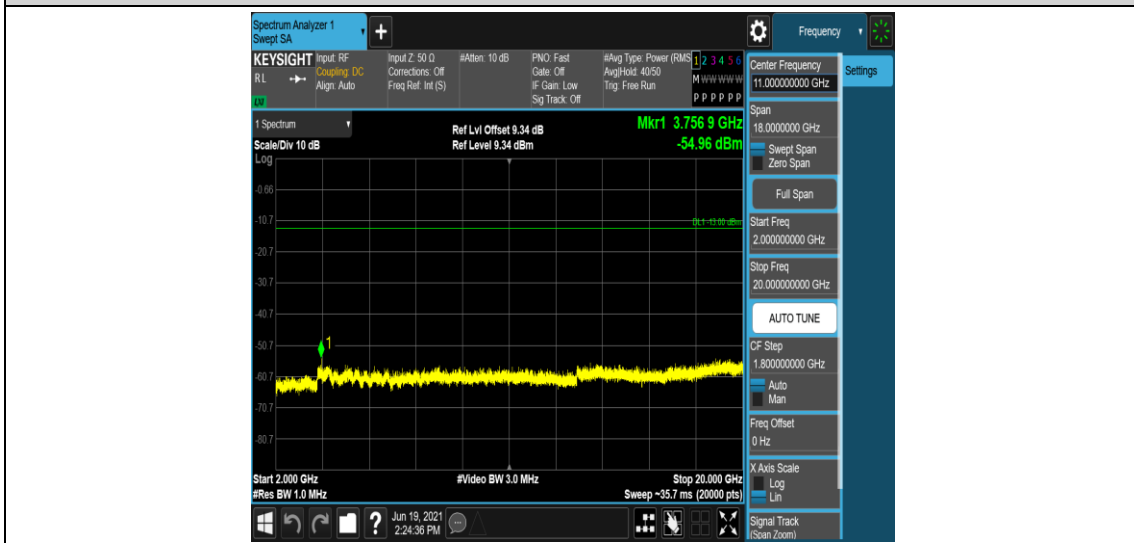 Spectrum Analyzer 1
Swept SA
+
Frequency
KEYSIGHT
RL
Input: RF
Coupling: DC
Align: Auto
Input Z: 50 Ω
Corrections: Off
Freq Ref: Int (S)
#Atten: 10 dB
PNO: Fast
Gate: Off
IF Gain: Low
Sig Track: Off
#Avg Type: Power (RMS
Avg|Hold: 40/50
Trig: Free Run
1 2 3 4 5 6
M W W W W W
P P P P P P
1 Spectrum
Scale/Div 10 dB
Ref Lvl Offset 9.34 dB
Ref Level 9.34 dBm
Mkr1 3.756 9 GHz
-54.96 dBm
Log
-0.66
-10.7
DL1 -13.00 dBm
-20.7
-30.7
-40.7
-50.7
1
-60.7
-70.7
-80.7
Start 2.000 GHz
#Res BW 1.0 MHz
#Video BW 3.0 MHz
Stop 20.000 GHz
Sweep ~35.7 ms (20000 pts)
?
Jun 19, 2021
2:24:36 PM
Center Frequency
11.000000000 GHz
Settings
Span
18.0000000 GHz
Swept Span
Zero Span
Full Span
Start Freq
2.000000000 GHz
Stop Freq
20.000000000 GHz
AUTO TUNE
CF Step
1.800000000 GHz
Auto
Man
Freq Offset
0 Hz
X Axis Scale
Log
Lin
Signal Track
(Span Zoom)